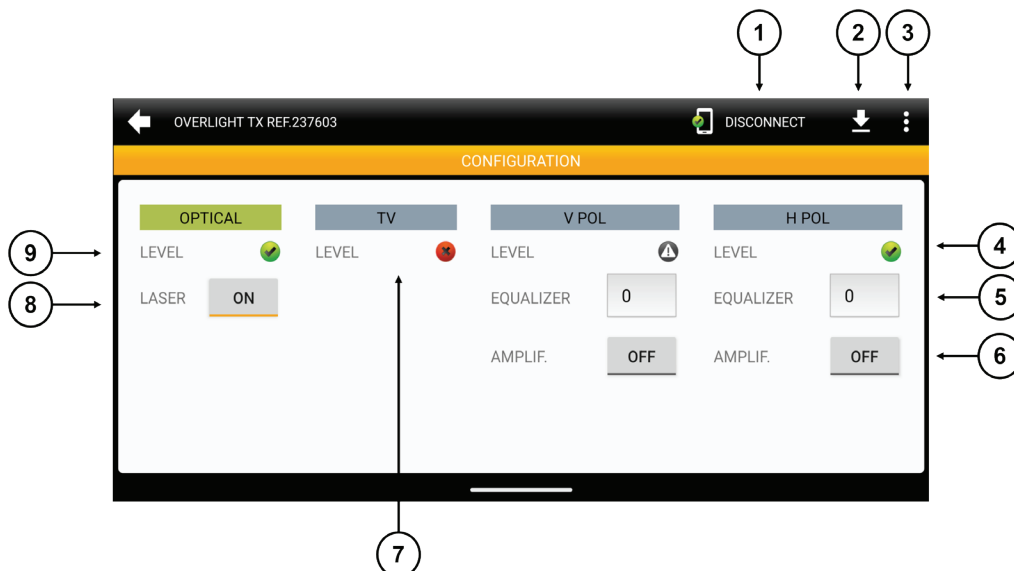 1 2 3
OVERLIGHT TX REF.237603 DISCONNECT
CONFIGURATION
OPTICAL TV V POL H POL
9 LEVEL LEVEL LEVEL LEVEL 4
8 LASER ON EQUALIZER 0 EQUALIZER 0 5
AMPLIF. OFF AMPLIF. OFF 6
7